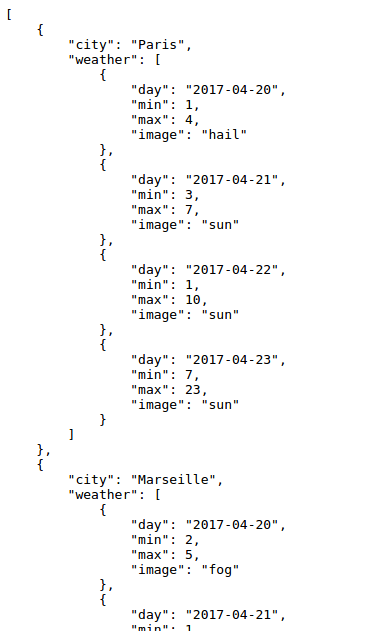 [
    {
        "city": "Paris",
        "weather": [
            {
                "day": "2017-04-20",
                "min": 1,
                "max": 4,
                "image": "hail"
            },
            {
                "day": "2017-04-21",
                "min": 3,
                "max": 7,
                "image": "sun"
            },
            {
                "day": "2017-04-22",
                "min": 1,
                "max": 10,
                "image": "sun"
            },
            {
                "day": "2017-04-23",
                "min": 7,
                "max": 23,
                "image": "sun"
            }
        ]
    },
    {
        "city": "Marseille",
        "weather": [
            {
                "day": "2017-04-20",
                "min": 2,
                "max": 5,
                "image": "fog"
            },
            {
                "day": "2017-04-21",
                "min": 1